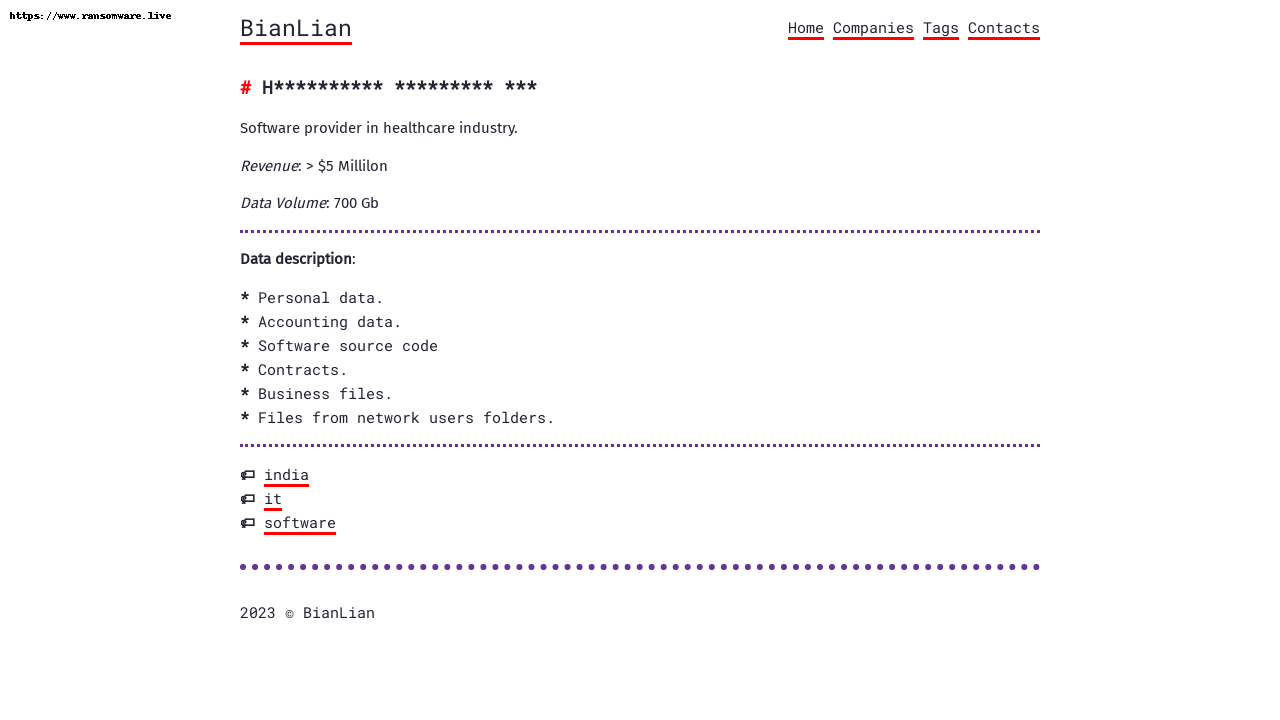 https://www.ransomware.live
BianLian
Home Companies Tags Contacts
# H********** ********* ***
Software provider in healthcare industry.
Revenue: > $5 Millilon
Data Volume: 700 Gb
Data description:
* Personal data.
* Accounting data.
* Software source code
* Contracts.
* Business files.
* Files from network users folders.
india
it
software
2023 © BianLian